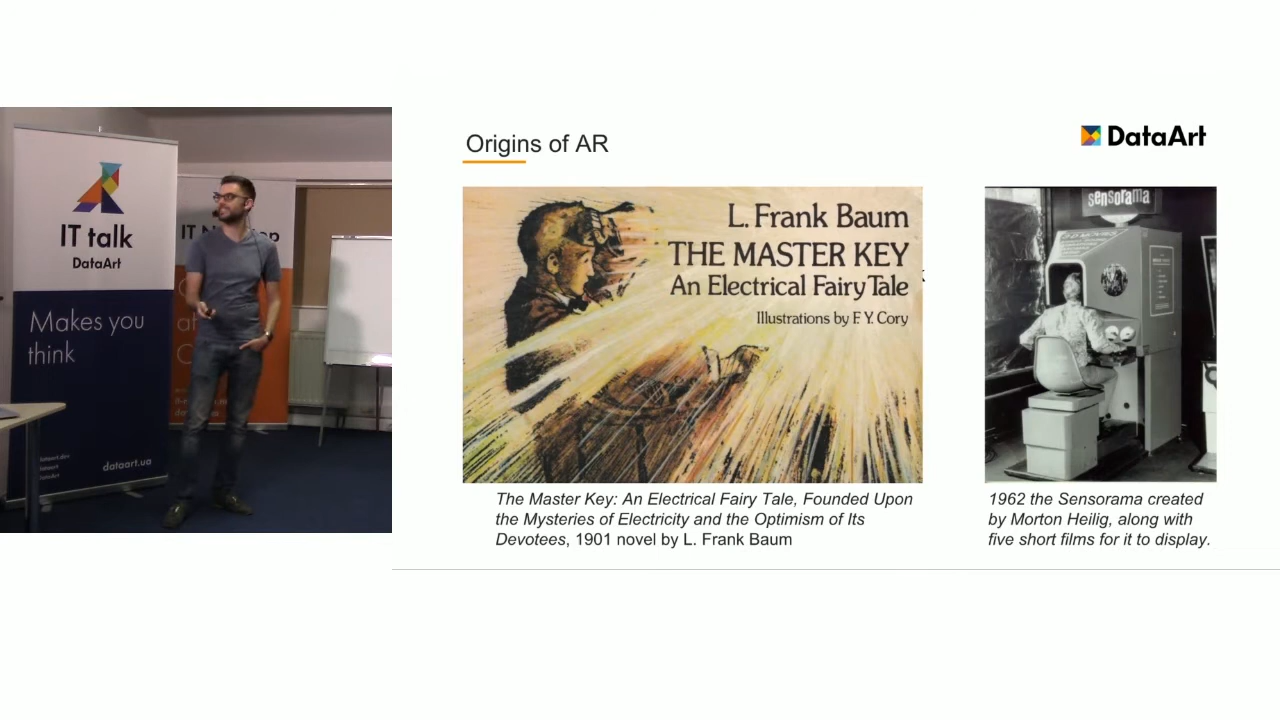 IT talk
DataArt
Makes you
think
dataart.ua
Origins of AR
DataArt
L. Frank Baum
THE MASTER KEY
An Electrical Fairy Tale
Illustrations by F. Y. Cory
The Master Key: An Electrical Fairy Tale, Founded Upon
the Mysteries of Electricity and the Optimism of Its
Devotees, 1901 novel by L. Frank Baum
sensorama
1962 the Sensorama created
by Morton Heilig, along with
five short films for it to display.